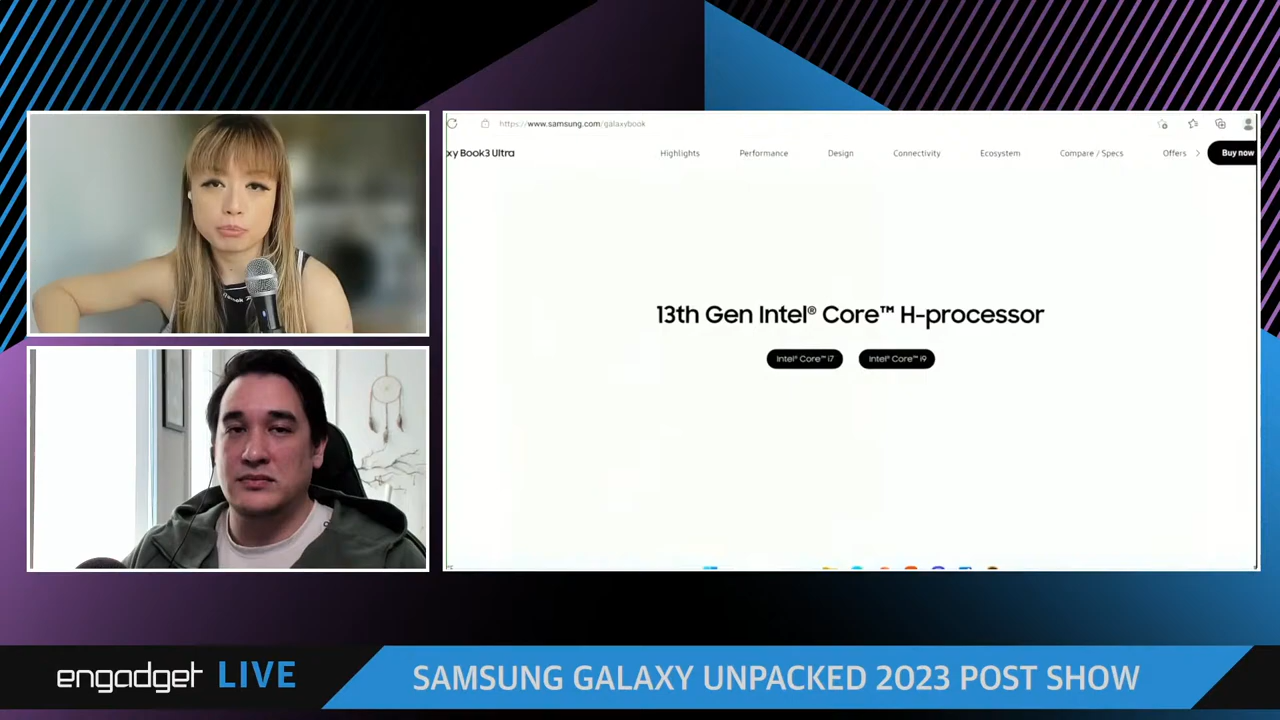 https://www.samsung.com/galaxybook
xy Book3 Ultra
Highlights
Performance
Design
Connectivity
Ecosystem
Compare / Specs
Offers
Buy now
13th Gen Intel® Core™ H-processor
Intel® Core™ i7
Intel® Core™ i9
engadget LIVE
SAMSUNG GALAXY UNPACKED 2023 POST SHOW